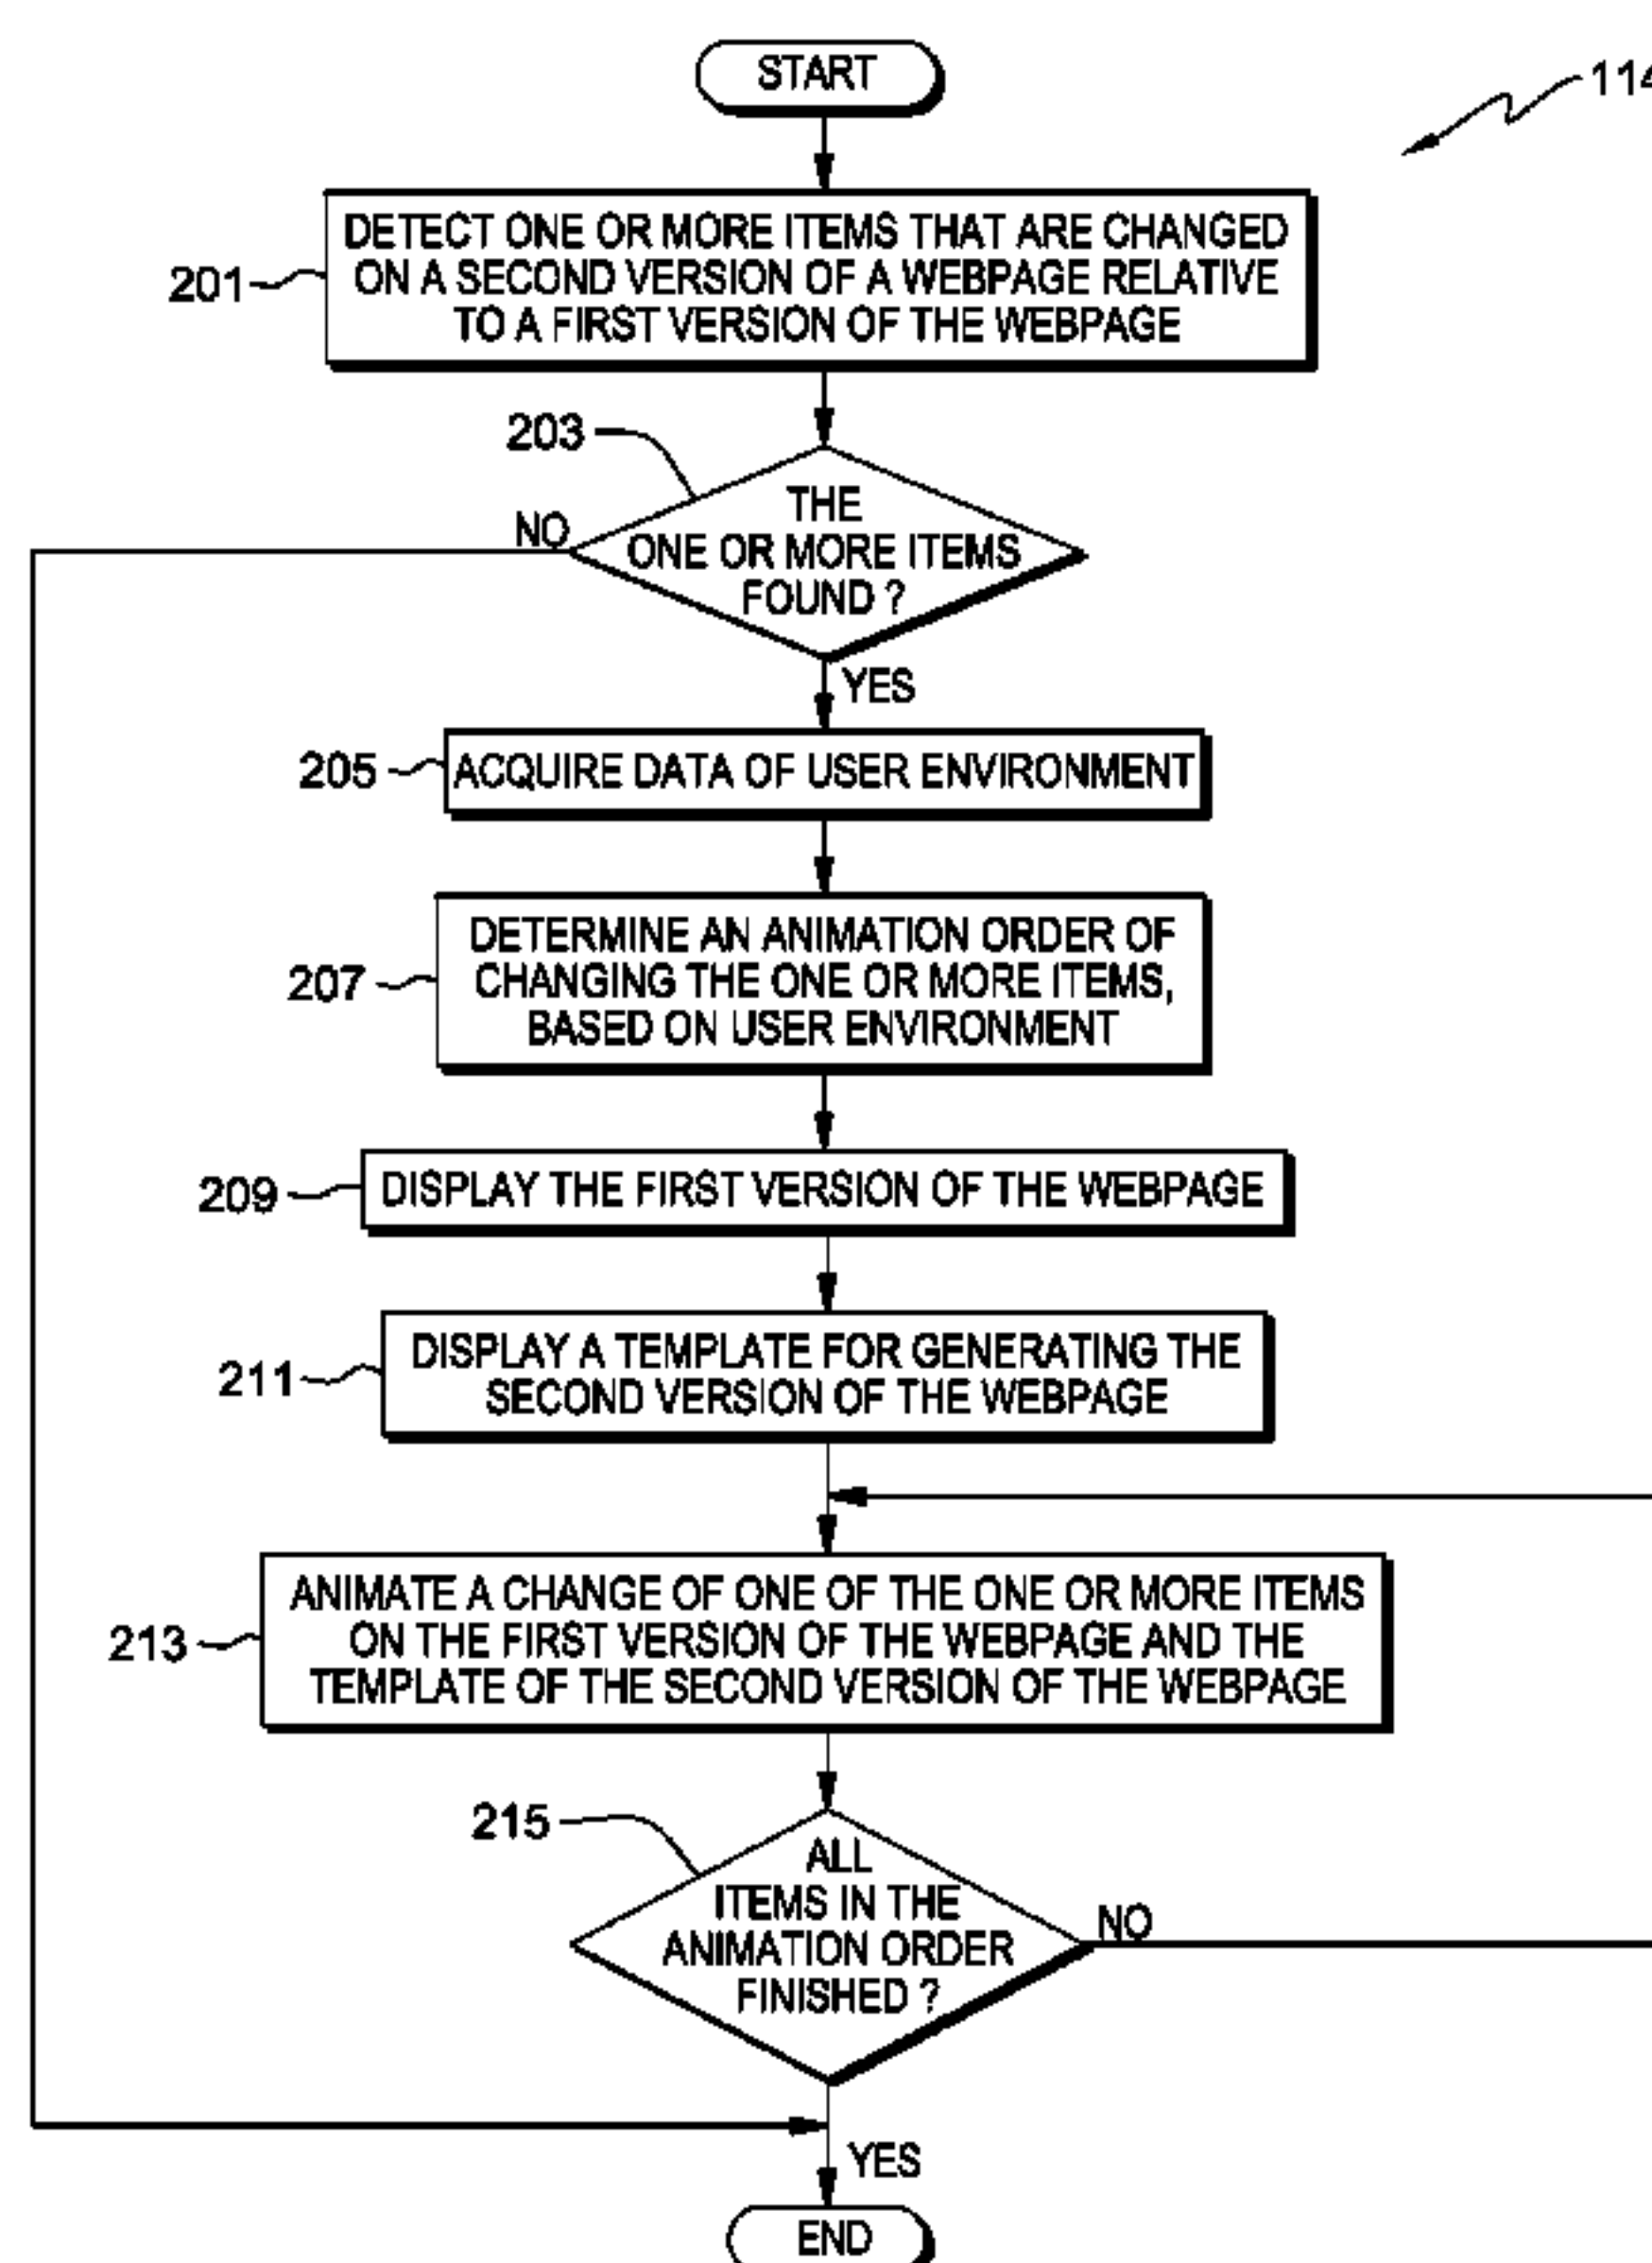 START
114
DETECT ONE OR MORE ITEMS THAT ARE CHANGED
ON A SECOND VERSION OF A WEBPAGE RELATIVE
TO A FIRST VERSION OF THE WEBPAGE
201
203
THE
ONE OR MORE ITEMS
FOUND ?
NO
YES
205
ACQUIRE DATA OF USER ENVIRONMENT
207
DETERMINE AN ANIMATION ORDER OF
CHANGING THE ONE OR MORE ITEMS,
BASED ON USER ENVIRONMENT
209
DISPLAY THE FIRST VERSION OF THE WEBPAGE
211
DISPLAY A TEMPLATE FOR GENERATING THE
SECOND VERSION OF THE WEBPAGE
213
ANIMATE A CHANGE OF ONE OF THE ONE OR MORE ITEMS
ON THE FIRST VERSION OF THE WEBPAGE AND THE
TEMPLATE OF THE SECOND VERSION OF THE WEBPAGE
215
ALL
ITEMS IN THE
ANIMATION ORDER
FINISHED ?
NO
YES
END